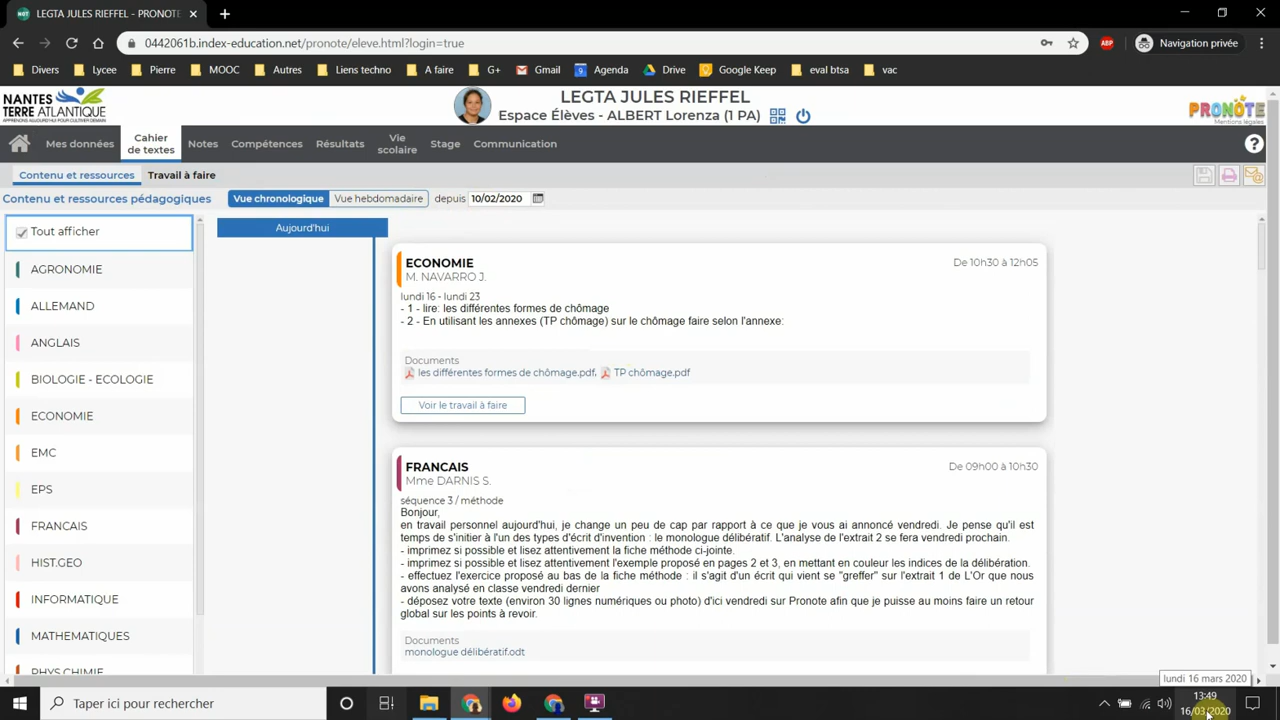 LEGTA JULES RIEFFEL - PRONOTE
0442061b.index-education.net/pronote/eleve.html?login=true
ABP
Navigation privée
Divers
Lycee
Pierre
MOOC
Autres
Liens techno
A faire
G+
Gmail
Agenda
Drive
Google Keep
eval btsa
vac
NANTES
TERRE ATLANTIQUE
LEGTA JULES RIEFFEL
Espace Élèves - ALBERT Lorenza (1 PA)
PRONOTE
Mentions légales
Mes données
Cahier
de textes
Notes
Compétences
Résultats
Vie
scolaire
Stage
Communication
?
Contenu et ressources
Travail à faire
Contenu et ressources pédagogiques
Vue chronologique
Vue hebdomadaire
depuis
10/02/2020
Tout afficher
AGRONOMIE
ALLEMAND
ANGLAIS
BIOLOGIE - ECOLOGIE
ECONOMIE
EMC
EPS
FRANCAIS
HIST.GEO
INFORMATIQUE
MATHEMATIQUES
PHYS CHIMIE
Aujourd'hui
ECONOMIE
De 10h30 à 12h05
M. NAVARRO J.
lundi 16 - lundi 23
- 1 - lire: les différentes formes de chômage
- 2 - En utilisant les annexes (TP chômage) sur le chômage faire selon l'annexe:
Documents
les différentes formes de chômage.pdf, TP chômage.pdf
Voir le travail à faire
FRANCAIS
De 09h00 à 10h30
Mme DARNIS S.
séquence 3 / méthode
Bonjour,
en travail personnel aujourd'hui, je change un peu de cap par rapport à ce que je vous ai annoncé vendredi. Je pense qu'il est
temps de s'initier à l'un des types d'écrit d'invention : le monologue délibératif. L'analyse de l'extrait 2 se fera vendredi prochain.
- imprimez si possible et lisez attentivement la fiche méthode ci-jointe.
- imprimez si possible et lisez attentivement l'exemple proposé en pages 2 et 3, en mettant en couleur les indices de la délibération.
- effectuez l'exercice proposé au bas de la fiche méthode : il s'agit d'un écrit qui vient se "greffer" sur l'extrait 1 de L'Or que nous
avons analysé en classe vendredi dernier
- déposez votre texte (environ 30 lignes numériques ou photo) d'ici vendredi sur Pronote afin que je puisse au moins faire un retour
global sur les points à revoir.
Documents
monologue délibératif.odt
lundi 16 mars 2020
Taper ici pour rechercher
13:49
16/03/2020